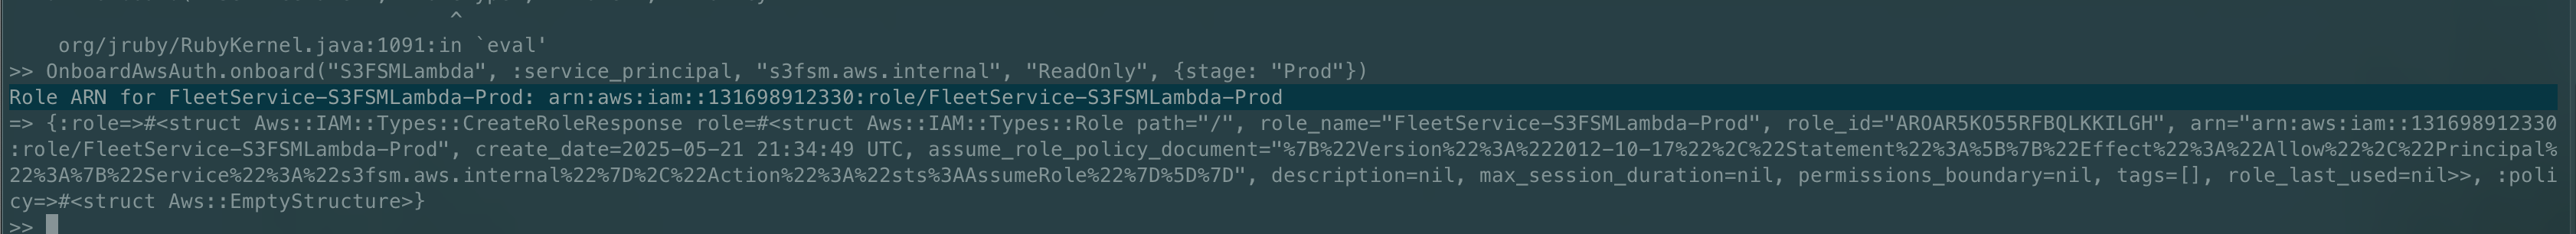 ^
org/jruby/RubyKernel.java:1091:in `eval'
>> OnboardAwsAuth.onboard("S3FSMLambda", :service_principal, "s3fsm.aws.internal", "ReadOnly", {stage: "Prod"})
Role ARN for FleetService-S3FSMLambda-Prod: arn:aws:iam::131698912330:role/FleetService-S3FSMLambda-Prod
=> {:role=>#<struct Aws::IAM::Types::CreateRoleResponse role=#<struct Aws::IAM::Types::Role path="/", role_name="FleetService-S3FSMLambda-Prod", role_id="AROAR5KO55RFBQLKKILGH", arn="arn:aws:iam::131698912330
:role/FleetService-S3FSMLambda-Prod", create_date=2025-05-21 21:34:49 UTC, assume_role_policy_document="%7B%22Version%22%3A%222012-10-17%22%2C%22Statement%22%3A%5B%7B%22Effect%22%3A%22Allow%22%2C%22Principal%
22%3A%7B%22Service%22%3A%22s3fsm.aws.internal%22%7D%2C%22Action%22%3A%22sts%3AAssumeRole%22%7D%5D%7D", description=nil, max_session_duration=nil, permissions_boundary=nil, tags=[], role_last_used=nil>>, :poli
cy=>#<struct Aws::EmptyStructure>}
>>